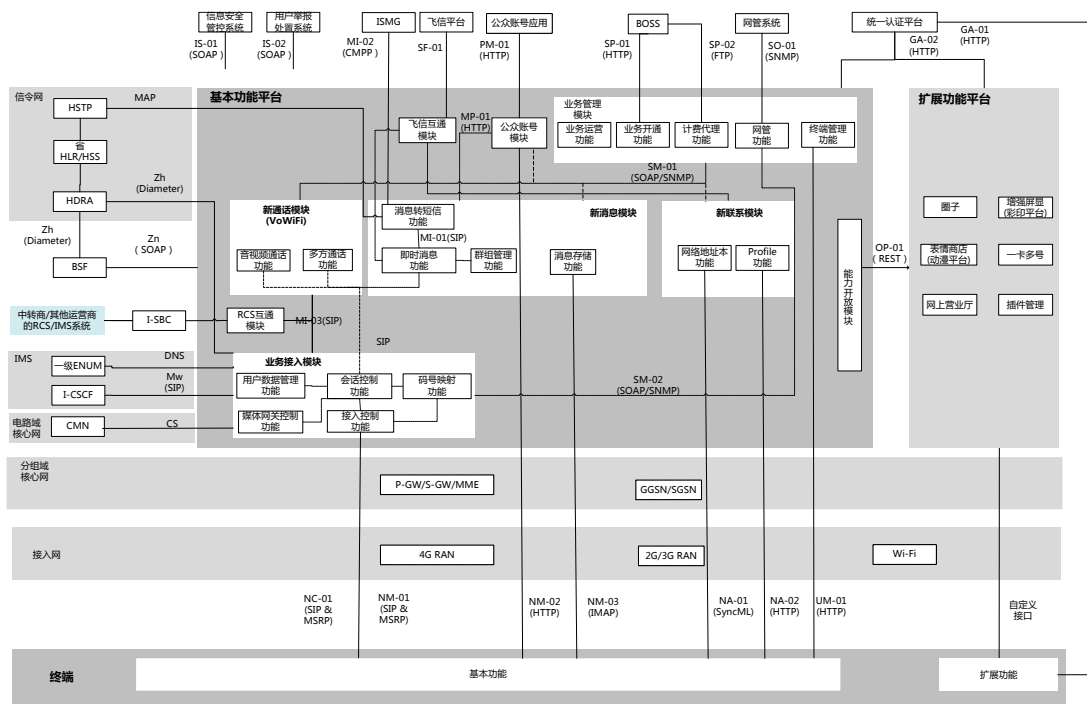 信息安全
管控系统
用户举报
处置系统
ISMG
飞信平台
公众账号应用
BOSS
网管系统
统一认证平台
IS-01
(SOAP)
IS-02
(SOAP )
MI-02
(CMPP )
SF-01
PM-01
(HTTP)
SP-01
(HTTP)
SP-02
(FTP)
SO-01
(SNMP)
GA-02
(HTTP)
GA-01
(HTTP)
信令网
HSTP
MAP
省
HLR/HSS
HDRA
Zh
(Diameter)
Zh
(Diameter)
Zn
( SOAP )
BSF
基本功能平台
飞信互通
模块
MP-01
(HTTP)
公众账号
模块
业务管理
模块
业务运营
功能
业务开通
功能
计费代理
功能
网管
功能
终端管理
功能
SM-01
(SOAP/SNMP)
新通话模块
(VoWiFi)
音视频通话
功能
多方通话
功能
消息转短信
功能
新消息模块
MI-01(SIP)
即时消息
功能
群组管理
功能
消息存储
功能
新联系模块
网络地址本
功能
Profile
功能
能力开放模块
OP-01
( REST )
扩展功能平台
圈子
增强屏显
(彩印平台)
表情商店
(动漫平台)
一卡多号
网上营业厅
插件管理
中转商/其他运营商
的RCS/IMS系统
I-SBC
RCS互通
模块
MI-03(SIP)
SIP
IMS
一级ENUM
DNS
I-CSCF
Mw
(SIP)
电路域
核心网
CMN
CS
业务接入模块
用户数据管理
功能
会话控制
功能
码号映射
功能
媒体网关控制
功能
接入控制
功能
SM-02
(SOAP/SNMP)
分组域
核心网
P-GW/S-GW/MME
GGSN/SGSN
接入网
4G RAN
2G/3G RAN
Wi-Fi
NC-01
(SIP &
MSRP)
NM-01
(SIP &
MSRP)
NM-02
(HTTP)
NM-03
(IMAP)
NA-01
(SyncML)
NA-02
(HTTP)
UM-01
(HTTP)
自定义
接口
终端
基本功能
扩展功能